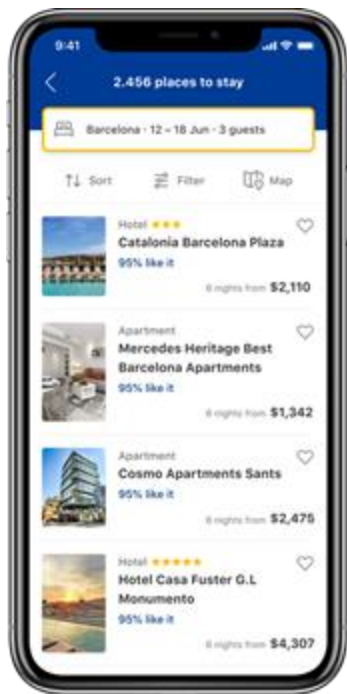 9:41
2.456 places to stay
Barcelona · 12 – 18 Jun · 3 guests
Sort
Filter
Map
Hotel
Catalonia Barcelona Plaza
95% like it
6 nights from $2,110
Apartment
Mercedes Heritage Best
Barcelona Apartments
95% like it
6 nights from $1,342
Apartment
Cosmo Apartments Sants
95% like it
6 nights from $2,475
Hotel
Hotel Casa Fuster G.L
Monumento
95% like it
6 nights from $4,307